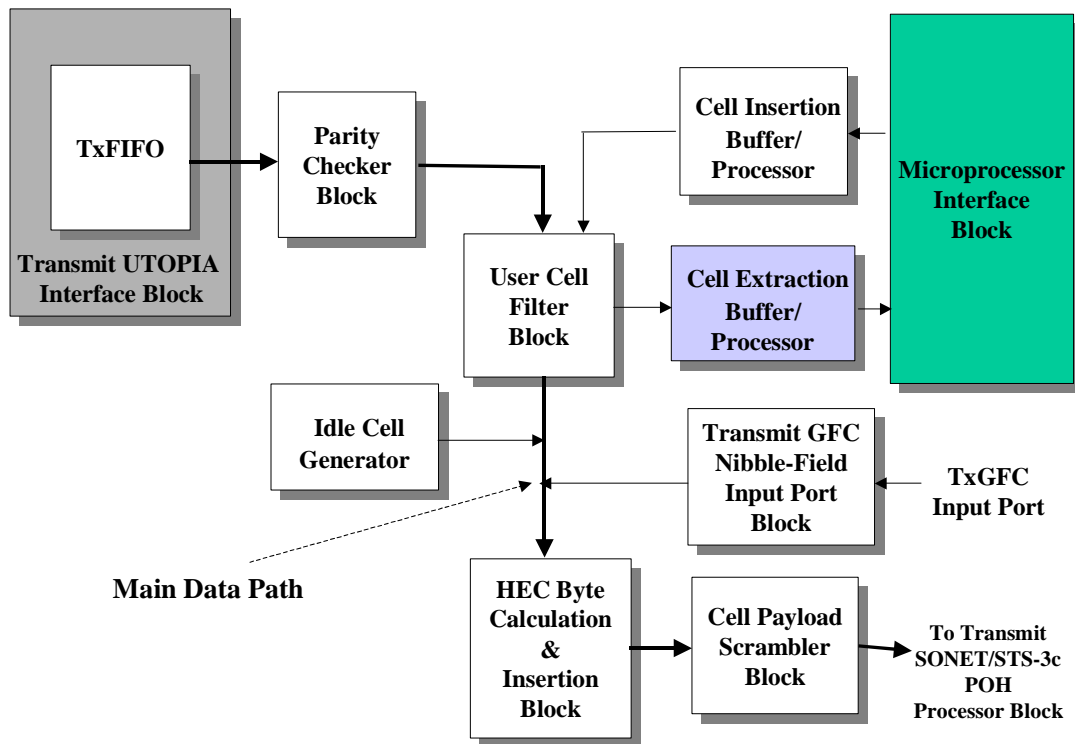 TxFIFO
Transmit UTOPIA
Interface Block
Parity
Checker
Block
Cell Insertion
Buffer/
Processor
Microprocessor
Interface
Block
User Cell
Filter
Block
Cell Extraction
Buffer/
Processor
Idle Cell
Generator
Transmit GFC
Nibble-Field
Input Port
Block
TxGFC
Input Port
Main Data Path
HEC Byte
Calculation
&
Insertion
Block
Cell Payload
Scrambler
Block
To Transmit
SONET/STS-3c
POH
Processor Block